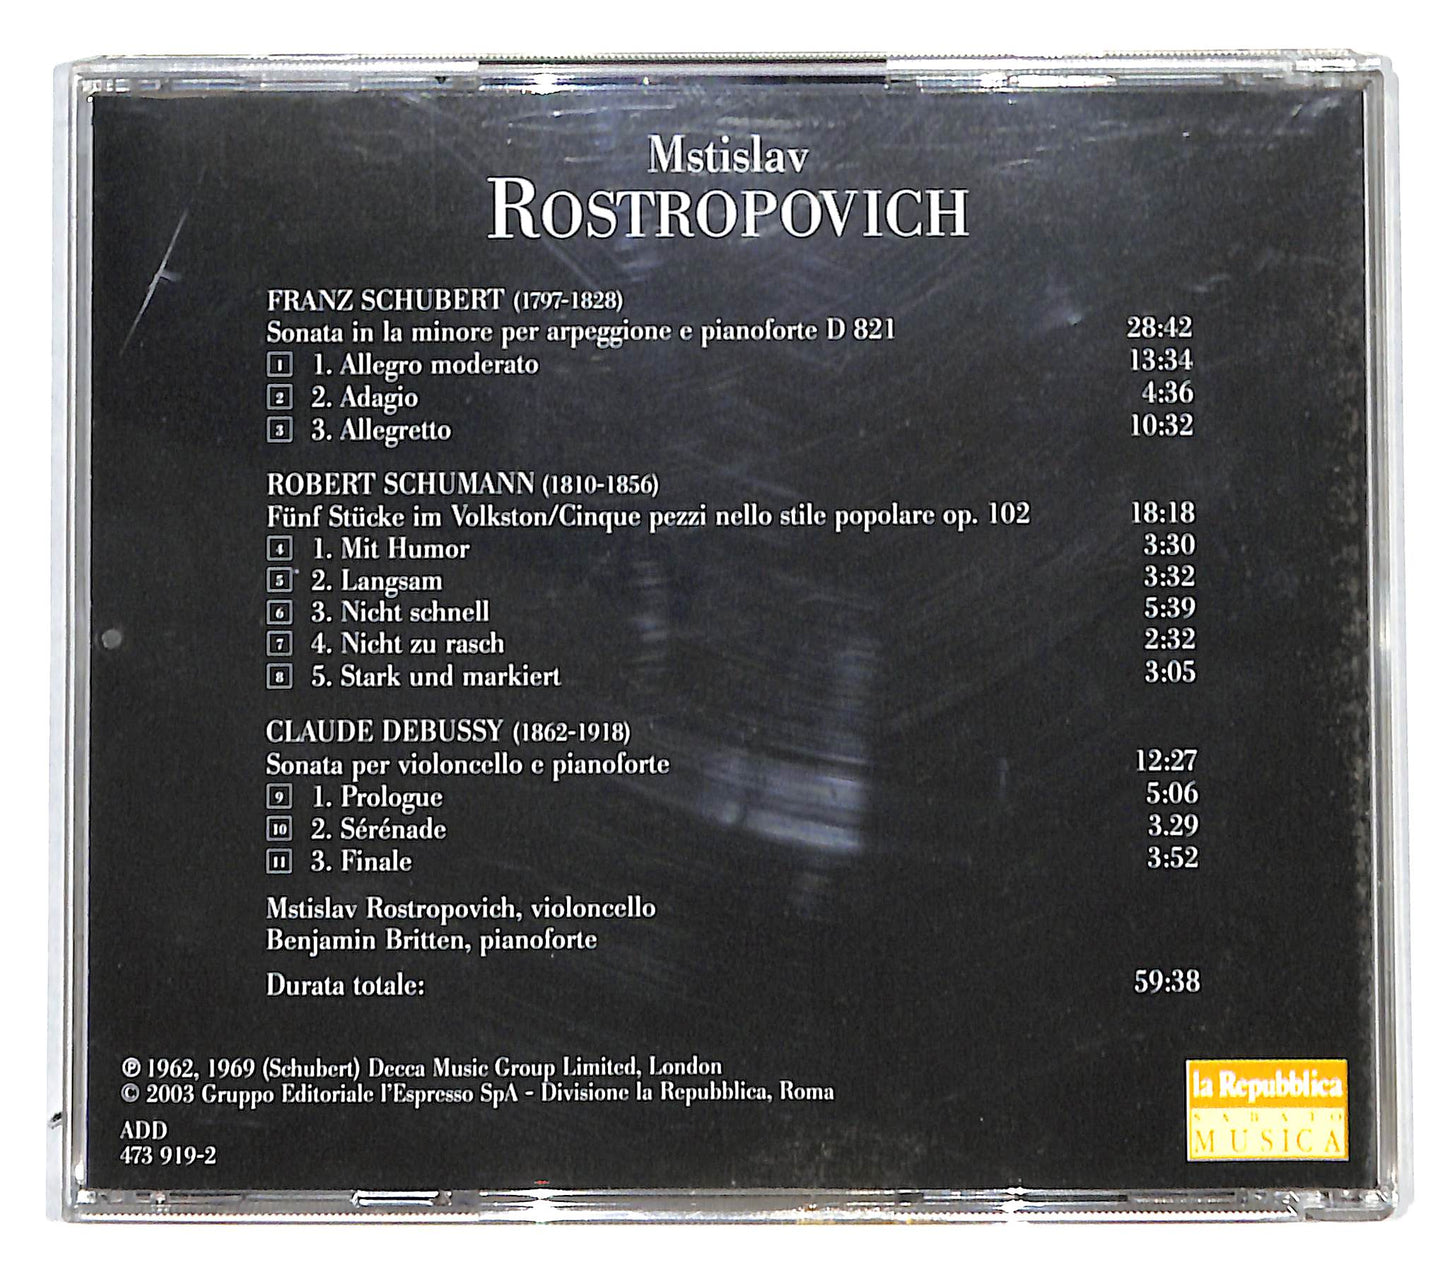 Mstislav
ROSTROPOVICH
FRANZ SCHUBERT (1797-1828)
Sonata in la minore per arpeggione e pianoforte D 821 28:42
1 1. Allegro moderato 13:34
2 2. Adagio 4:36
3 3. Allegretto 10:32
ROBERT SCHUMANN (1810-1856)
Fünf Stücke im Volkston/Cinque pezzi nello stile popolare op. 102 18:18
4 1. Mit Humor 3:30
5 2. Langsam 3:32
6 3. Nicht schnell 5:39
7 4. Nicht zu rasch 2:32
8 5. Stark und markiert 3:05
CLAUDE DEBUSSY (1862-1918)
Sonata per violoncello e pianoforte 12:27
9 1. Prologue 5:06
10 2. Sérénade 3.29
11 3. Finale 3:52
Mstislav Rostropovich, violoncello
Benjamin Britten, pianoforte
Durata totale: 59:38
℗ 1962, 1969 (Schubert) Decca Music Group Limited, London
© 2003 Gruppo Editoriale l'Espresso SpA - Divisione la Repubblica, Roma
ADD
473 919-2
la Repubblica
SABATO
MUSICA